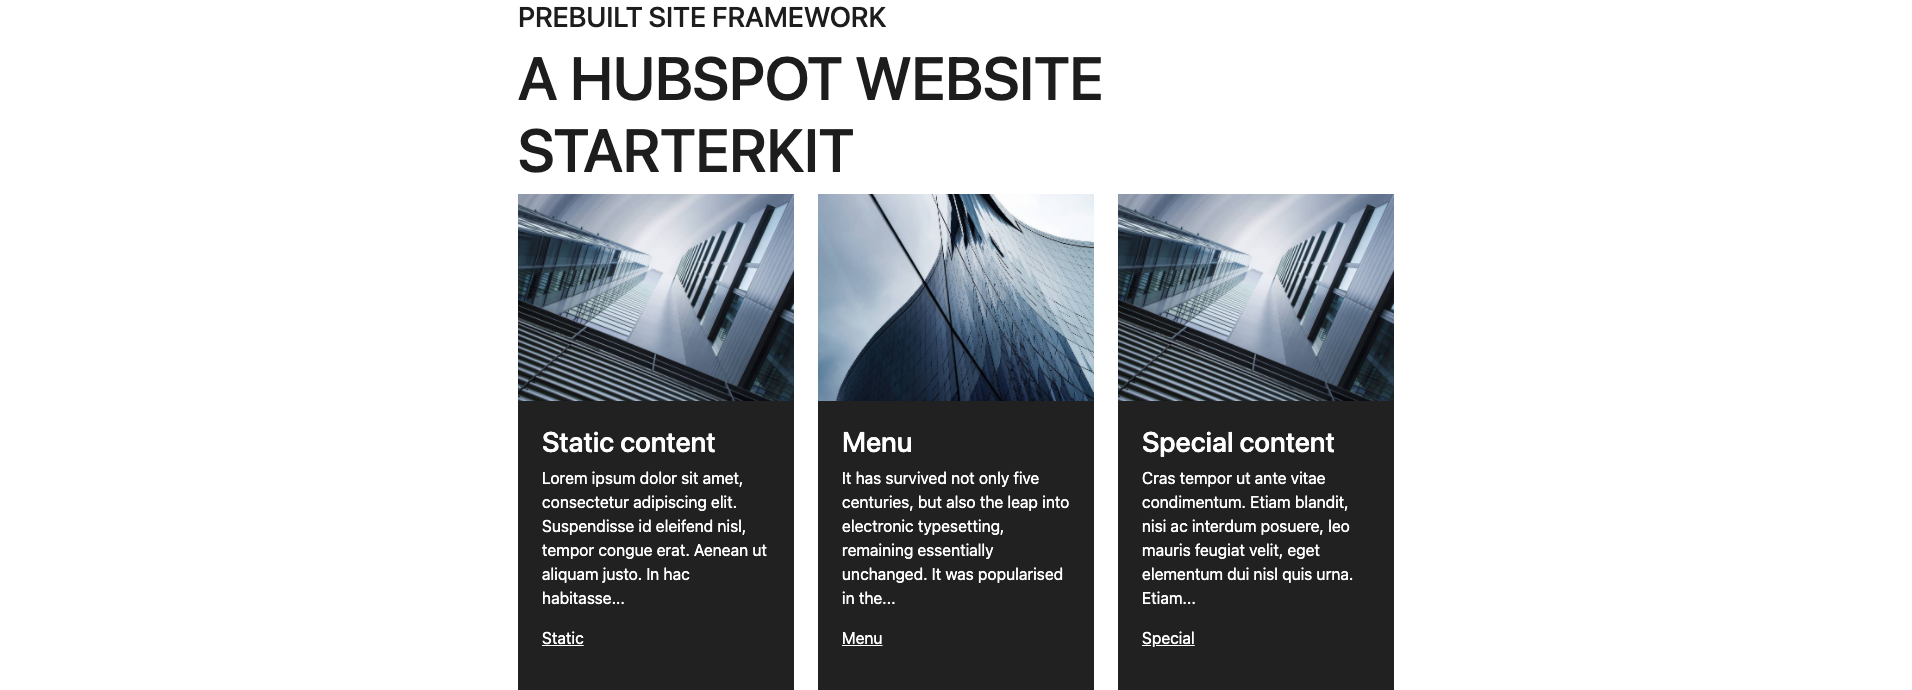 PREBUILT SITE FRAMEWORK
A HUBSPOT WEBSITE
STARTERKIT
Static content
Lorem ipsum dolor sit amet,
consectetur adipiscing elit.
Suspendisse id eleifend nisl,
tempor congue erat. Aenean ut
aliquam justo. In hac
habitasse...
Static
Menu
It has survived not only five
centuries, but also the leap into
electronic typesetting,
remaining essentially
unchanged. It was popularised
in the...
Menu
Special content
Cras tempor ut ante vitae
condimentum. Etiam blandit,
nisi ac interdum posuere, leo
mauris feugiat velit, eget
elementum dui nisl quis urna.
Etiam...
Special